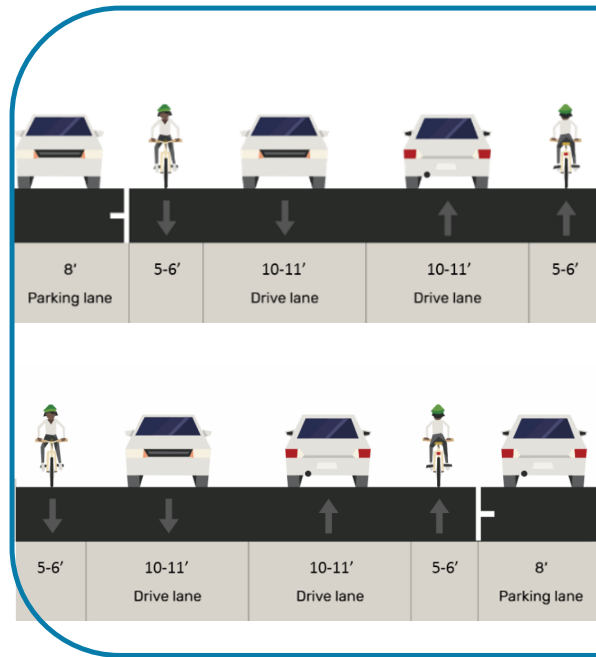 8’ 5-6’ 10-11’ 10-11’ 5-6’
Parking lane Drive lane Drive lane
5-6’ 10-11’ 10-11’ 5-6’ 8’
Drive lane Drive lane Parking lane